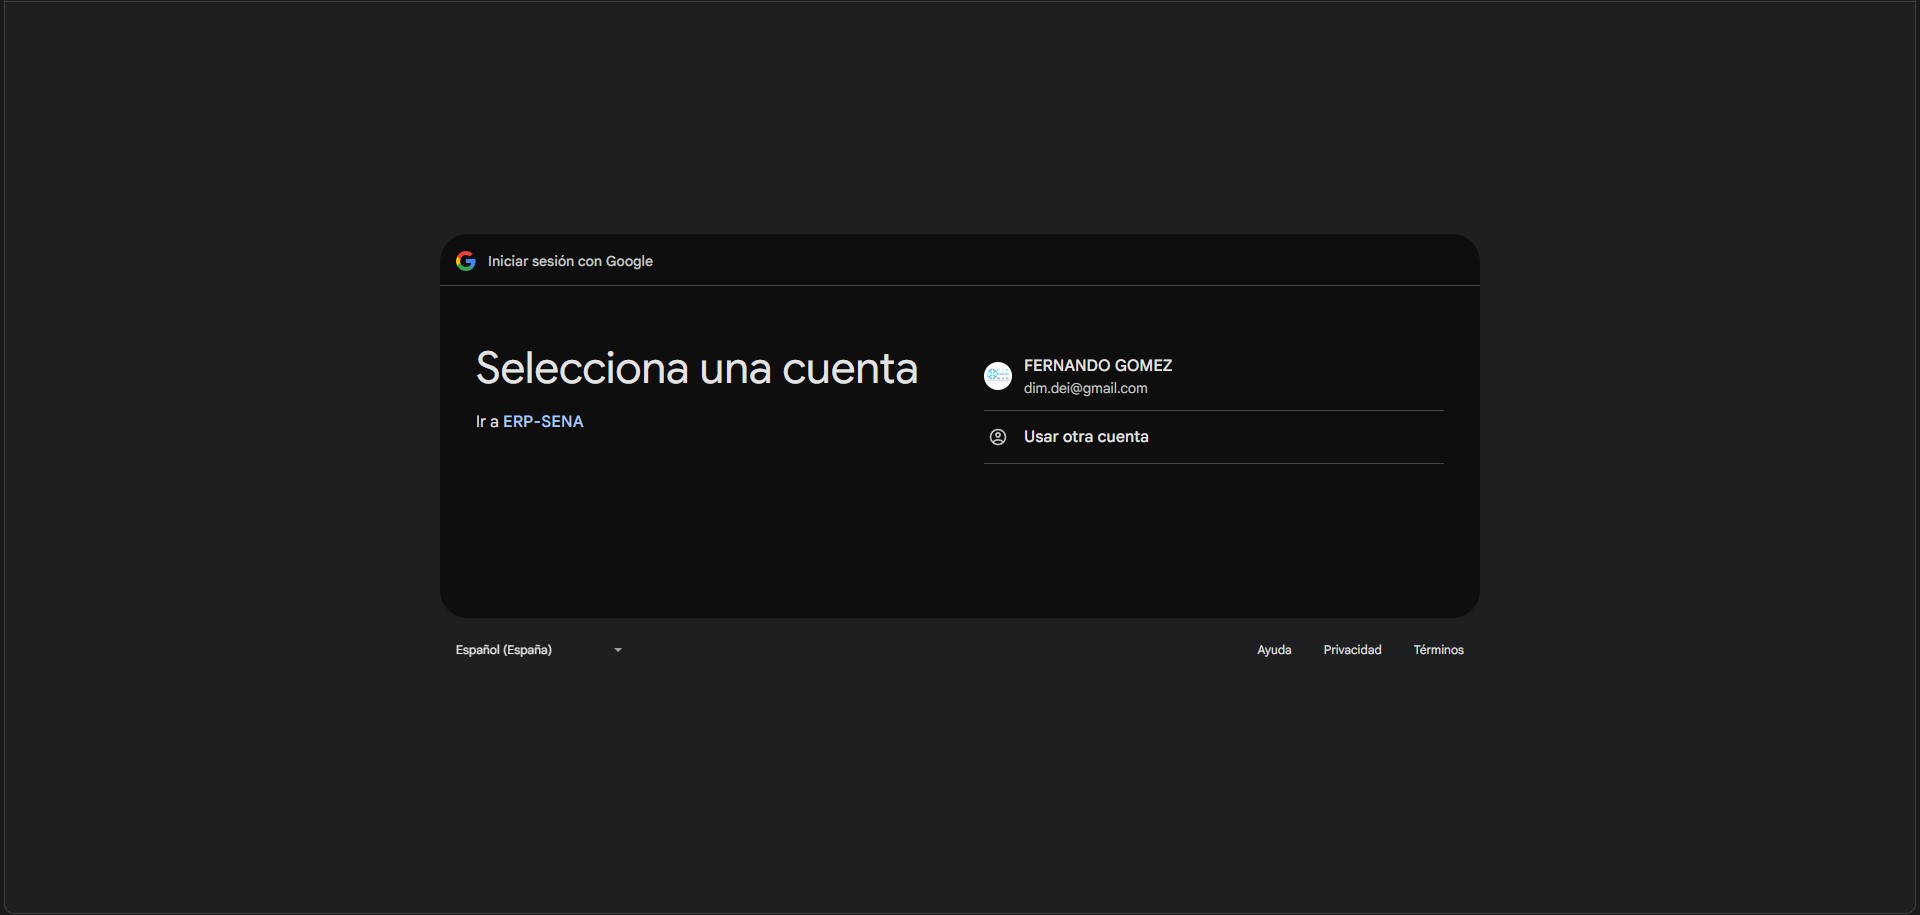 Iniciar sesión con Google
Selecciona una cuenta
Ir a ERP-SENA
FERNANDO GOMEZ
dim.dei@gmail.com
Usar otra cuenta
Español (España)
Ayuda
Privacidad
Términos